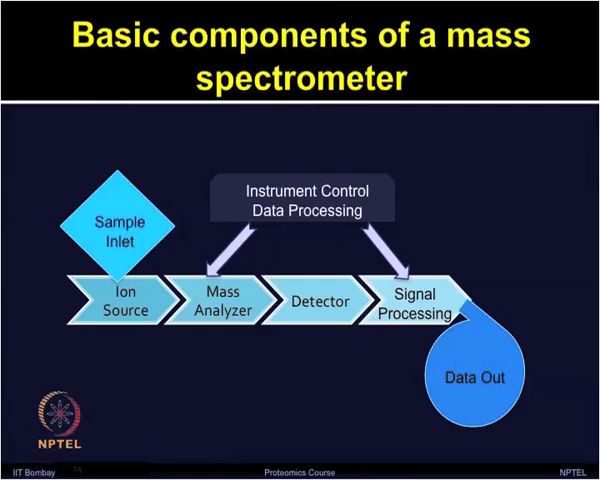 Basic components of a mass
spectrometer
Instrument Control
Data Processing
Sample
Inlet
Ion
Source
Mass
Analyzer
Detector
Signal
Processing
Data Out
NPTEL
IIT Bombay
14
Proteomics Course
NPTEL